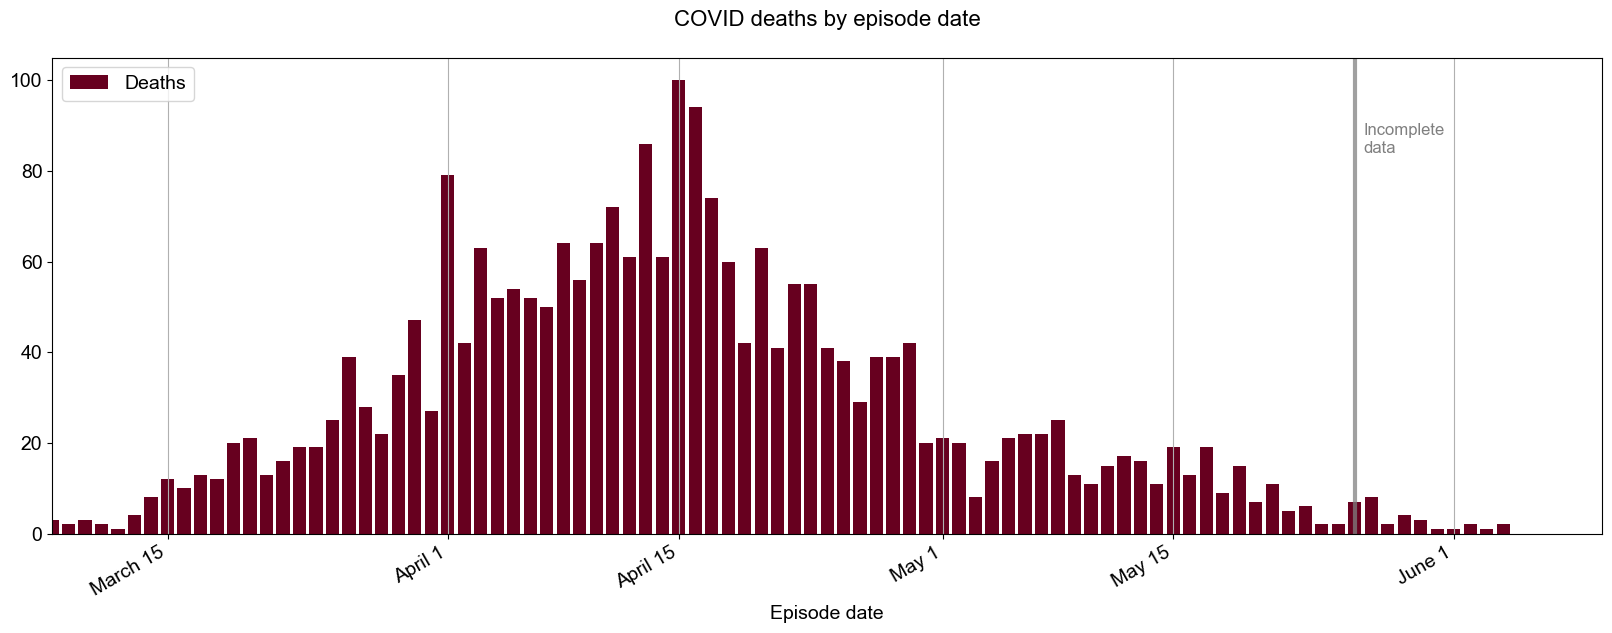 COVID deaths by episode date
Deaths
100
80
60
40
20
0
Incomplete
data
March 15
April 1
April 15
May 1
May 15
June 1
Episode date